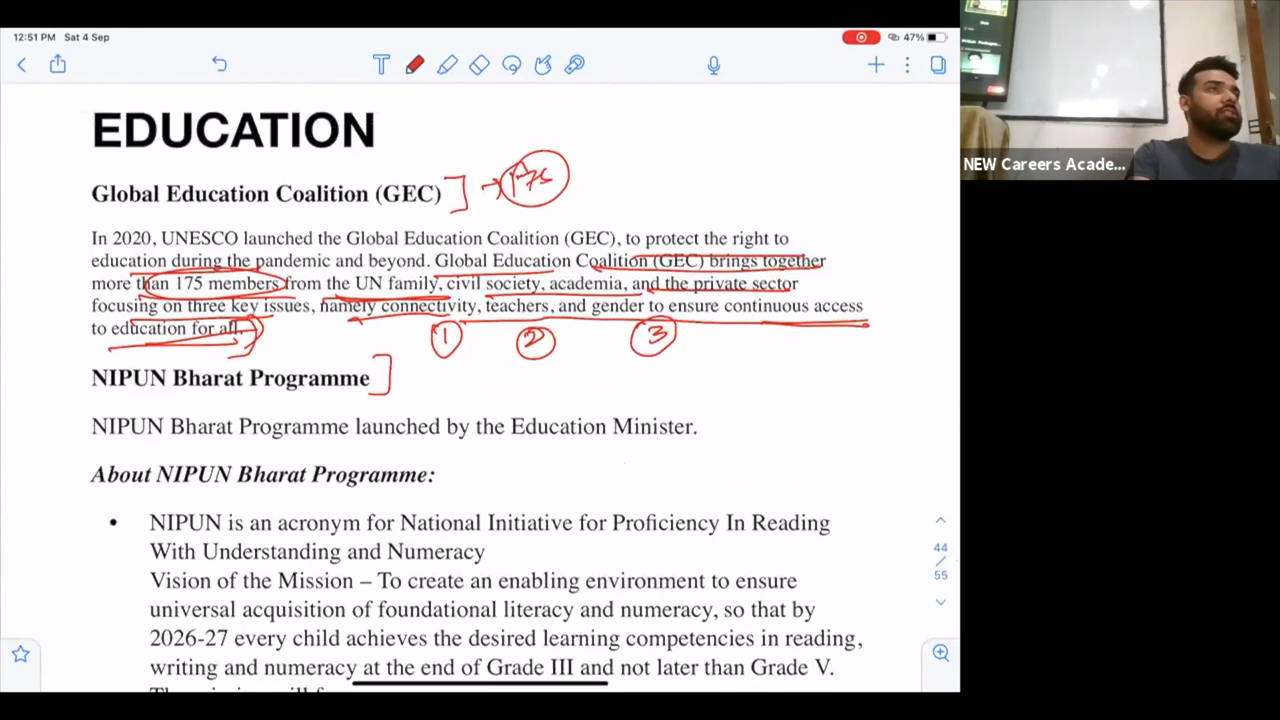 12:51 PM Sat 4 Sep
47%
EDUCATION
Global Education Coalition (GEC)
175
In 2020, UNESCO launched the Global Education Coalition (GEC), to protect the right to
education during the pandemic and beyond. Global Education Coalition (GEC) brings together
more than 175 members from the UN family, civil society, academia, and the private sector
focusing on three key issues, namely connectivity, teachers, and gender to ensure continuous access
to education for all.
1 2 3
NIPUN Bharat Programme
NIPUN Bharat Programme launched by the Education Minister.
About NIPUN Bharat Programme:
• NIPUN is an acronym for National Initiative for Proficiency In Reading
With Understanding and Numeracy
Vision of the Mission – To create an enabling environment to ensure
universal acquisition of foundational literacy and numeracy, so that by
2026-27 every child achieves the desired learning competencies in reading,
writing and numeracy at the end of Grade III and not later than Grade V.
44
55
NEW Careers Acade...